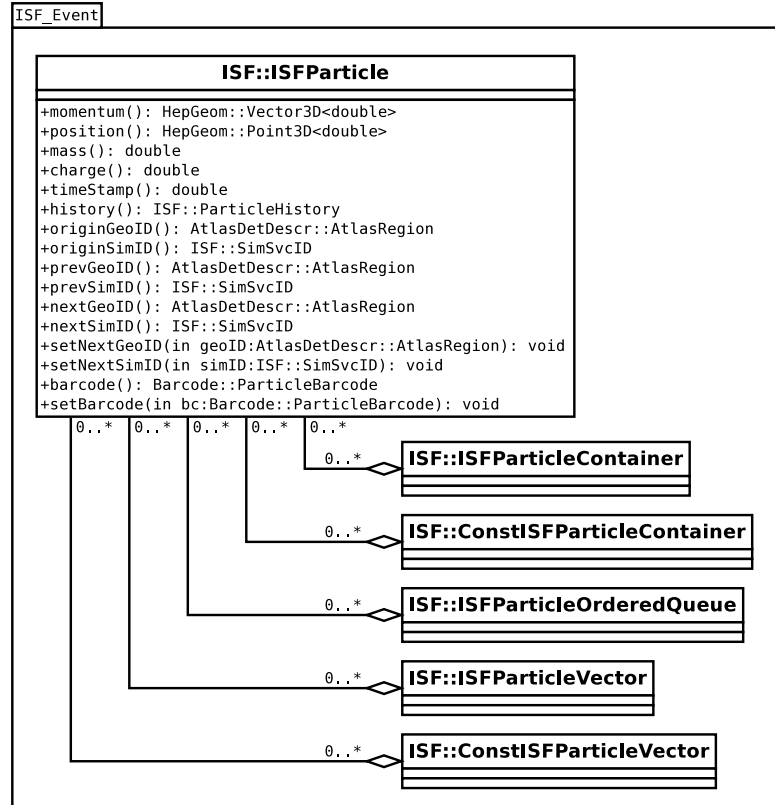 ISF_Event
ISF::ISFParticle
+momentum(): HepGeom::Vector3D<double>
+position(): HepGeom::Point3D<double>
+mass(): double
+charge(): double
+timeStamp(): double
+history(): ISF::ParticleHistory
+originGeoID(): AtlasDetDescr::AtlasRegion
+originSimID(): ISF::SimSvcID
+prevGeoID(): AtlasDetDescr::AtlasRegion
+prevSimID(): ISF::SimSvcID
+nextGeoID(): AtlasDetDescr::AtlasRegion
+nextSimID(): ISF::SimSvcID
+setNextGeoID(in geoID:AtlasDetDescr::AtlasRegion): void
+setNextSimID(in simID:ISF::SimSvcID): void
+barcode(): Barcode::ParticleBarcode
+setBarcode(in bc:Barcode::ParticleBarcode): void
0..* 0..* 0..* 0..* 0..*
0..* ISF::ISFParticleContainer
0..* ISF::ConstISFParticleContainer
0..* ISF::ISFParticleOrderedQueue
0..* ISF::ISFParticleVector
0..* ISF::ConstISFParticleVector